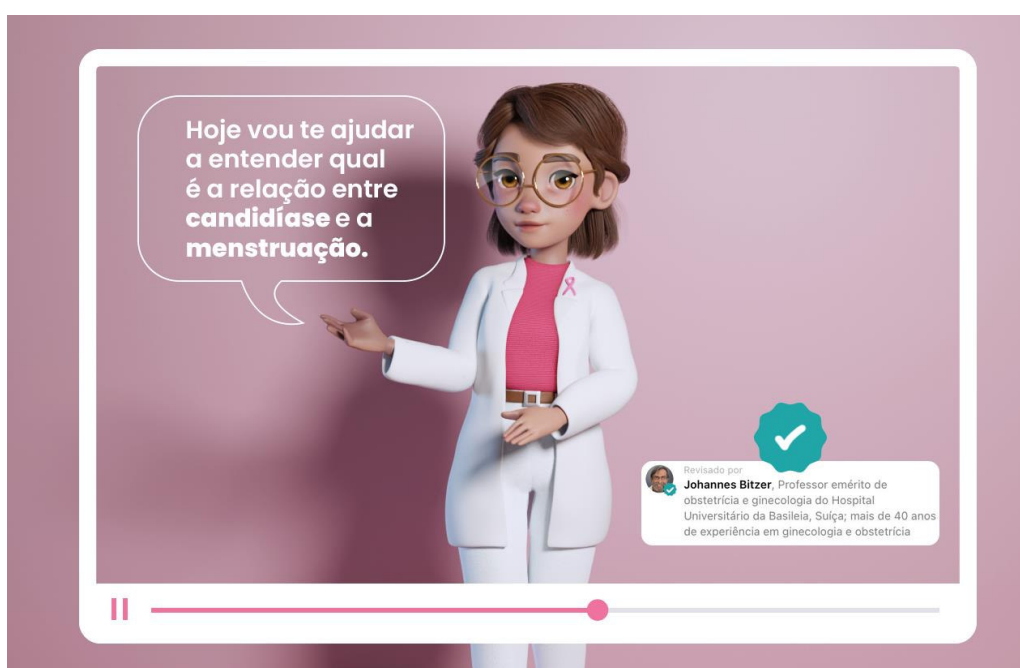 Hoje vou te ajudar
a entender qual
é a relação entre
candidíase e a
menstruação.
Revisado por
Johannes Bitzer, Professor emérito de
obstetrícia e ginecologia do Hospital
Universitário da Basileia, Suíça; mais de 40 anos
de experiência em ginecologia e obstetrícia